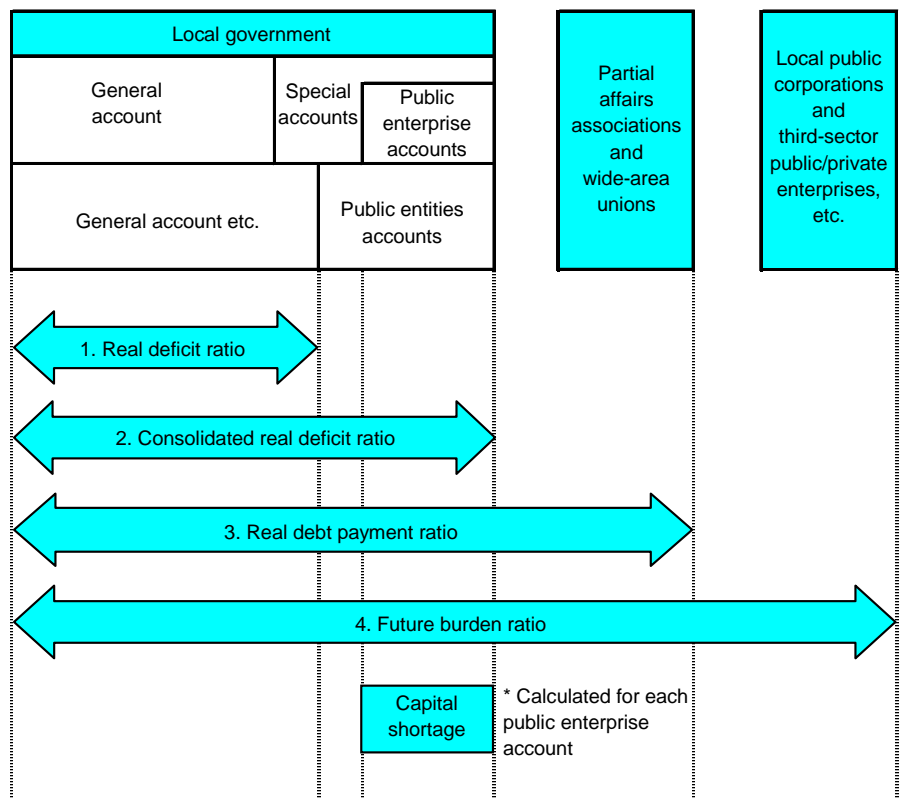 Local government
General
account
Special
accounts
Public
enterprise
accounts
General account etc.
Public entities
accounts
Partial
affairs
associations
and
wide-area
unions
Local public
corporations
and
third-sector
public/private
enterprises,
etc.
1. Real deficit ratio
2. Consolidated real deficit ratio
3. Real debt payment ratio
4. Future burden ratio
Capital
shortage
* Calculated for each
public enterprise
account